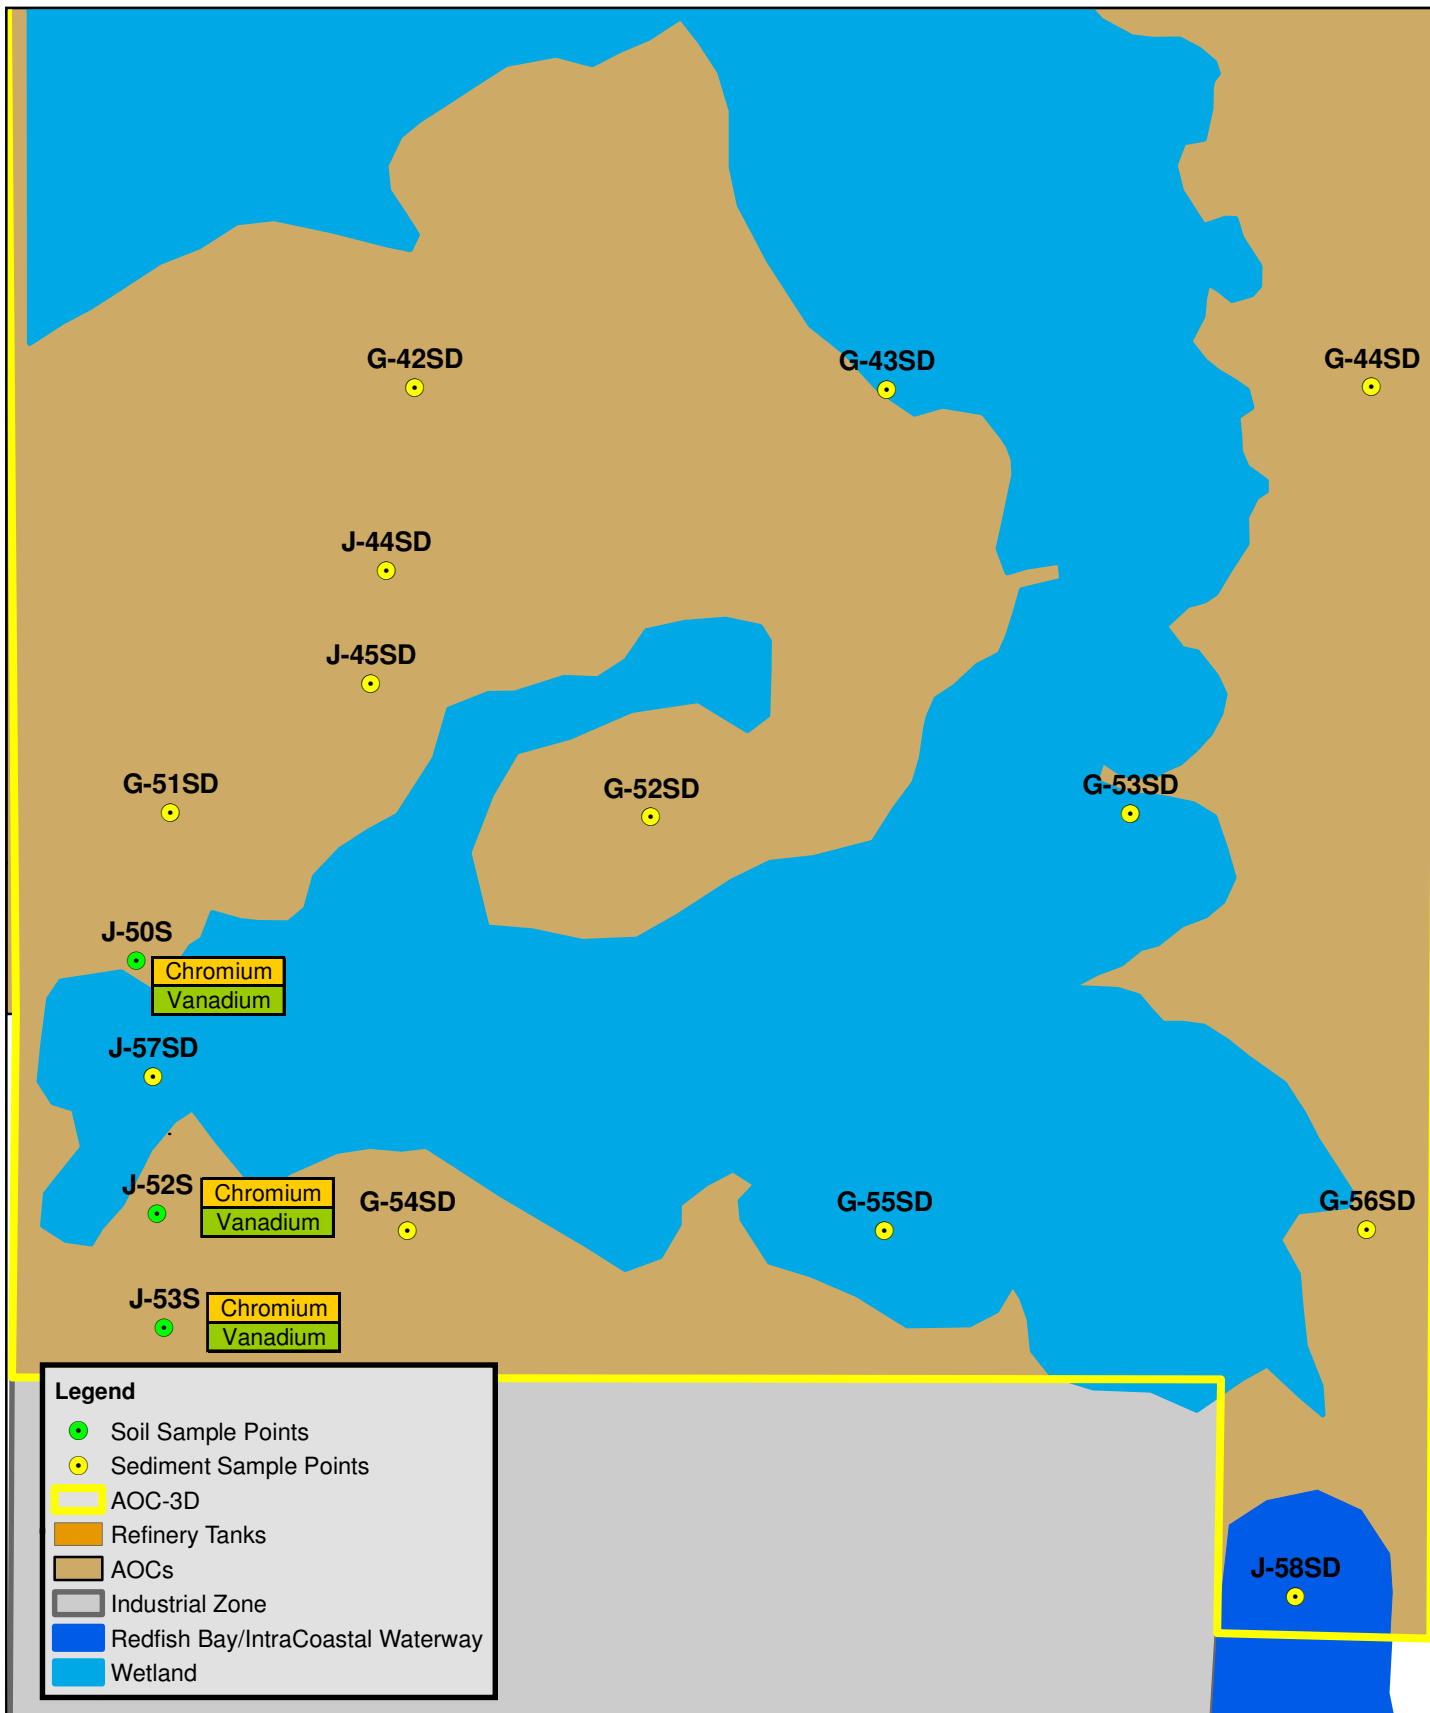 G-42SD
G-43SD
G-44SD
J-44SD
J-45SD
G-51SD
G-52SD
G-53SD
J-50S
Chromium
Vanadium
J-57SD
J-52S
Chromium
Vanadium
G-54SD
G-55SD
G-56SD
J-53S
Chromium
Vanadium
Legend
Soil Sample Points
Sediment Sample Points
AOC-3D
Refinery Tanks
AOCs
Industrial Zone
Redfish Bay/IntraCoastal Waterway
Wetland
J-58SD